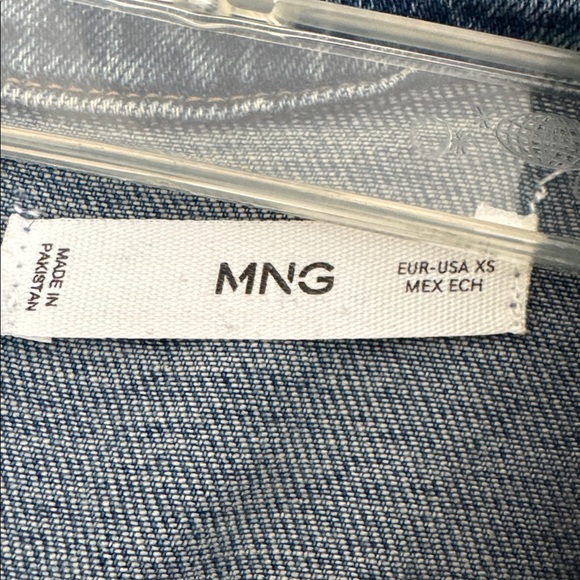 MADE IN
PAKISTAN
MNG
EUR-USA XS
MEX ECH